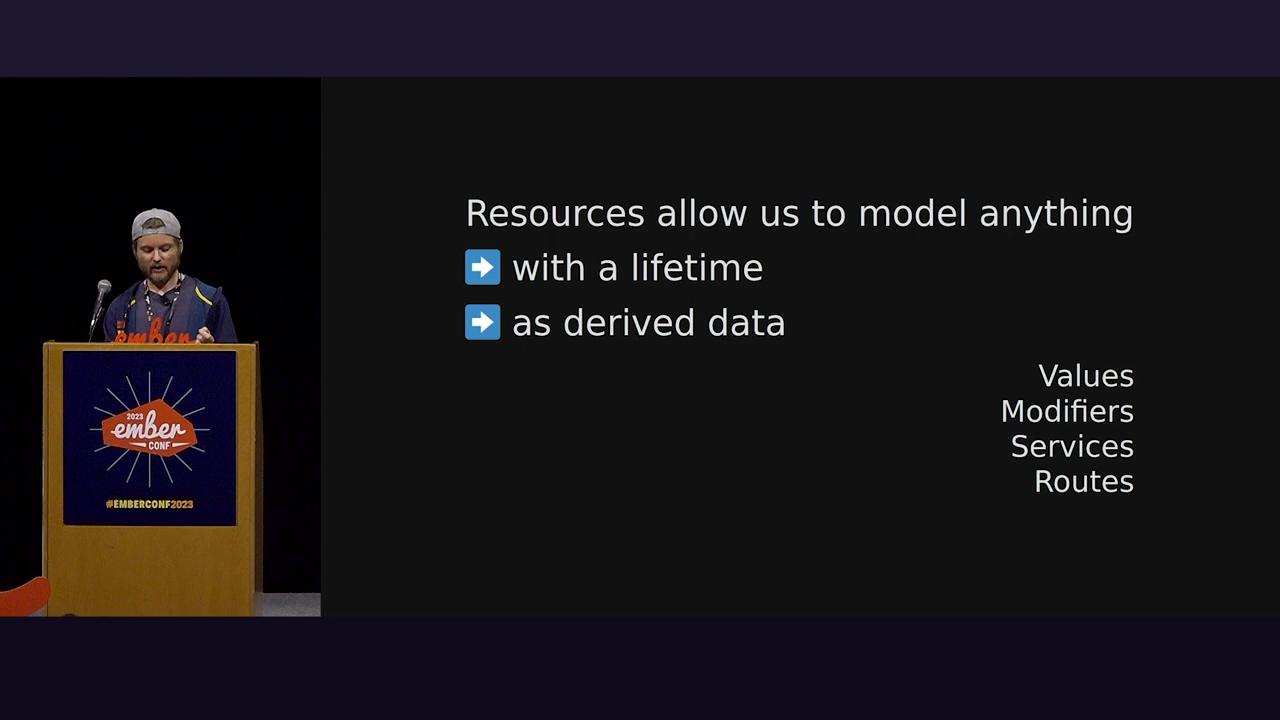 Resources allow us to model anything
➡ with a lifetime
➡ as derived data
Values
Modifiers
Services
Routes
ember
2023
ember
CONF
#EMBERCONF2023